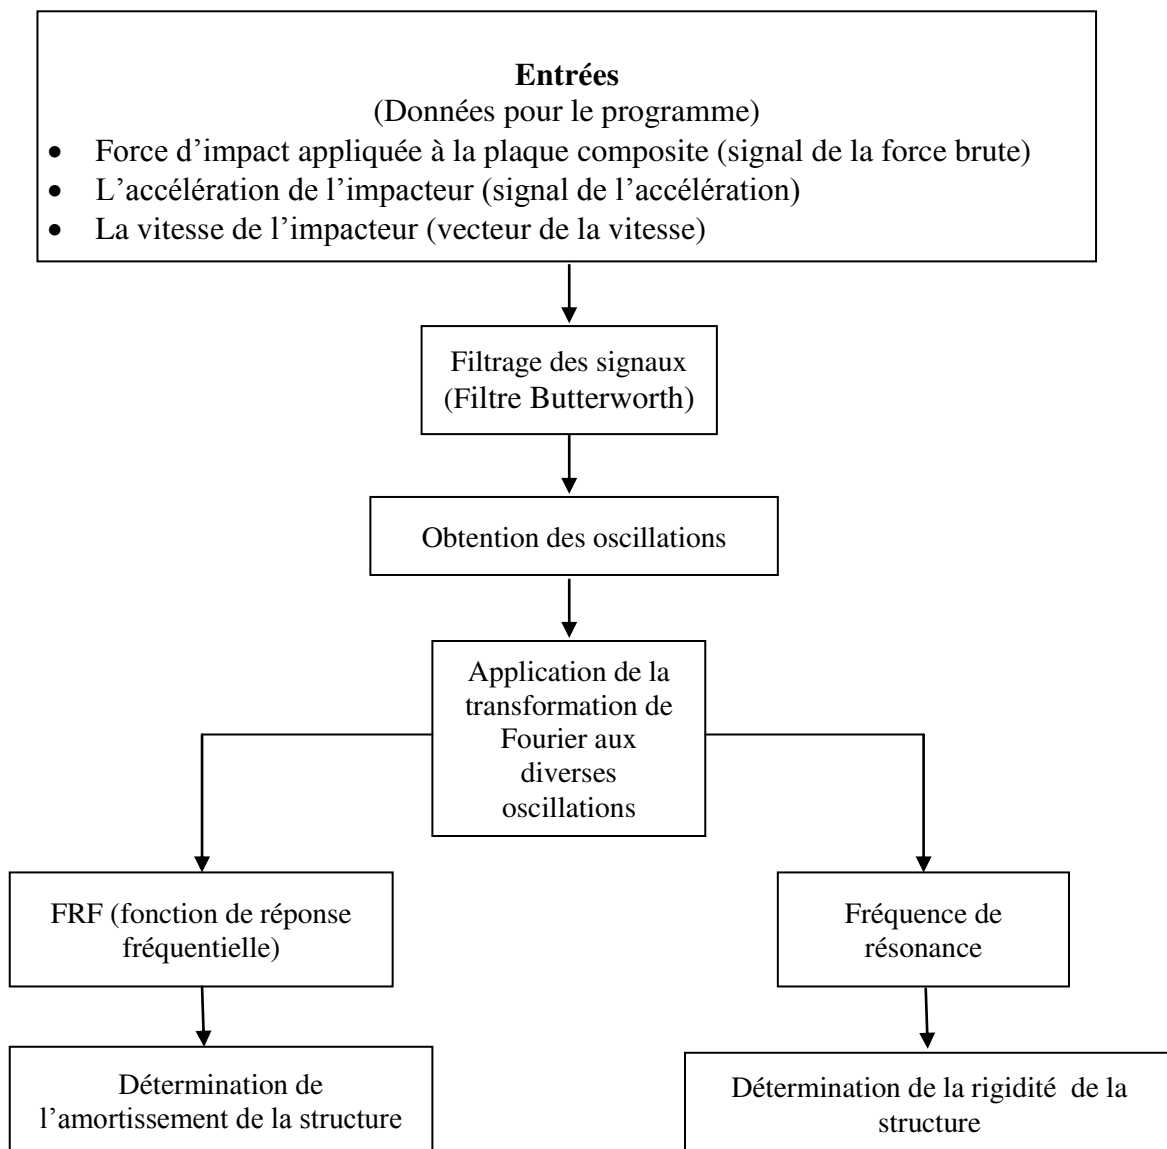 Entrées
(Données pour le programme)
• Force d’impact appliquée à la plaque composite (signal de la force brute)
• L’accélération de l’impacteur (signal de l’accélération)
• La vitesse de l’impacteur (vecteur de la vitesse)
Filtrage des signaux
(Filtre Butterworth)
Obtention des oscillations
Application de la
transformation de
Fourier aux
diverses
oscillations
FRF (fonction de réponse
fréquentielle)
Fréquence de
résonance
Détermination de
l’amortissement de la structure
Détermination de la rigidité de la
structure